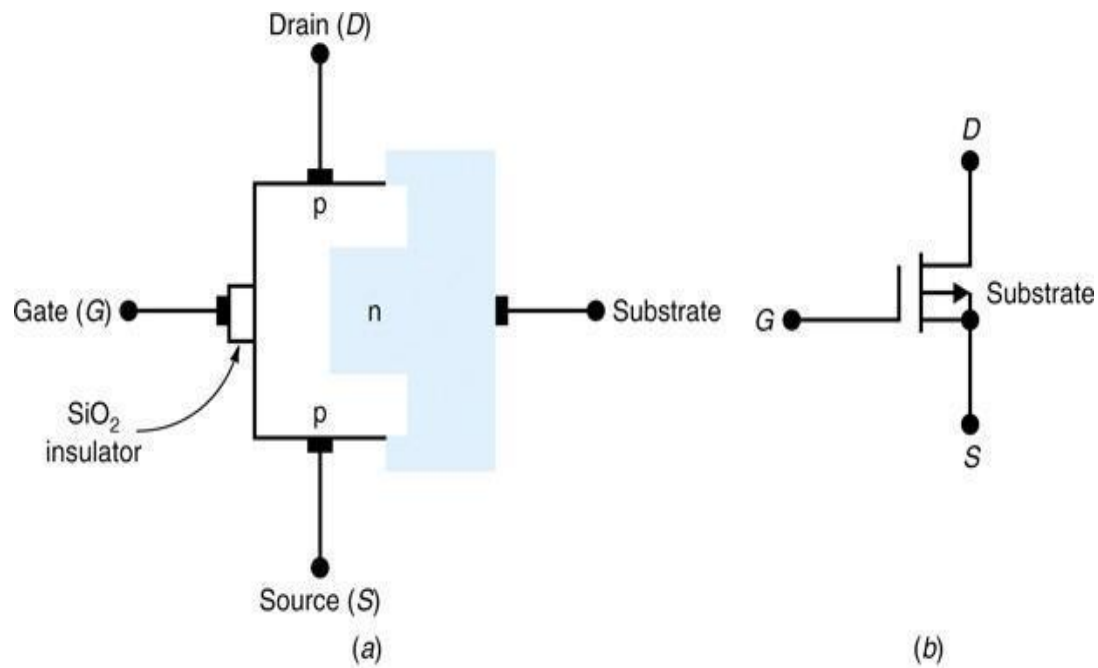 Drain (D)
p
Gate (G)
n
Substrate
SiO₂
insulator
p
Source (S)
(a)
D
G
Substrate
S
(b)